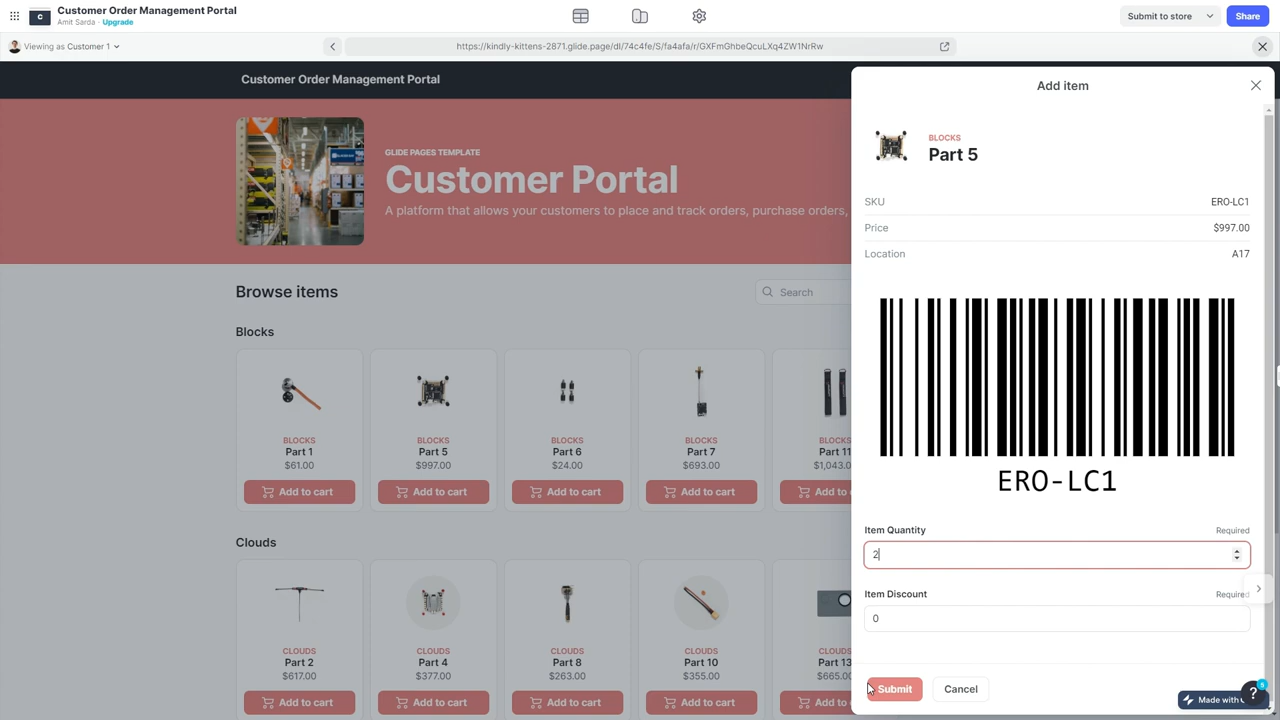 C
Customer Order Management Portal
Amit Sarda · Upgrade
Submit to store
Share
Viewing as Customer 1
https://kindly-kittens-2871.glide.page/dl/74c4fe/S/fa4afa/r/GXFmGhbeQcuLXq4ZW1NrRw
Customer Order Management Portal
GLIDE PAGES TEMPLATE
Customer Portal
A platform that allows your customers to place and track orders, purchase orders,
Browse items
Search
Blocks
BLOCKS
Part 1
$61.00
Add to cart
BLOCKS
Part 5
$997.00
Add to cart
BLOCKS
Part 6
$24.00
Add to cart
BLOCKS
Part 7
$693.00
Add to cart
BLOCKS
Part 11
$1,043.0
Add to
Clouds
CLOUDS
Part 2
$617.00
Add to cart
CLOUDS
Part 4
$377.00
Add to cart
CLOUDS
Part 8
$263.00
Add to cart
CLOUDS
Part 10
$355.00
Add to cart
CLOUDS
Part 13
$665.00
Add to
Add item
BLOCKS
Part 5
SKU ERO-LC1
Price $997.00
Location A17
ERO-LC1
Item Quantity Required
2
Item Discount Required
0
Submit
Cancel
Made with
?